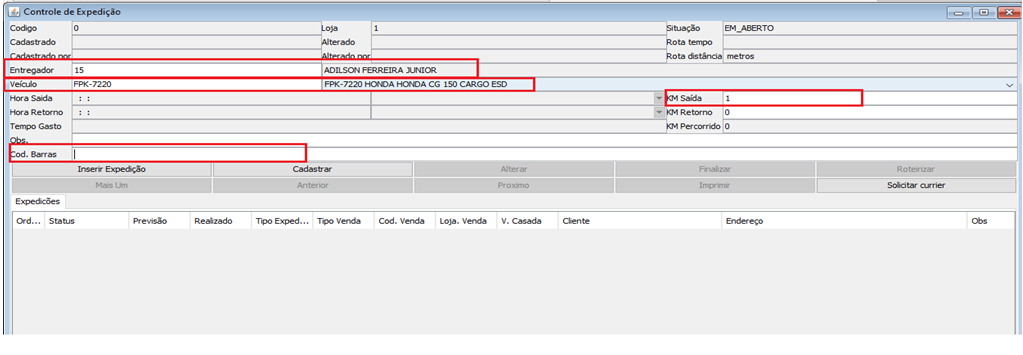 Controle de Expedição
Codigo 0 Loja 1 Situação EM_ABERTO
Cadastrado Alterado Rota tempo
Cadastrado por Alterado por Rota distância metros
Entregador 15 ADILSON FERREIRA JUNIOR
Veículo FPK-7220 FPK-7220 HONDA HONDA CG 150 CARGO ESD
Hora Saida : : KM Saída 1
Hora Retorno : : KM Retorno 0
Tempo Gasto KM Percorrido 0
Obs.
Cod. Barras
Inserir Expedição Cadastrar Alterar Finalizar Roteirizar
Mais Um Anterior Proximo Imprimir Solicitar currier
Expedicões
Ord... Status Previsão Realizado Tipo Exped... Tipo Venda Cod. Venda Loja. Venda V. Casada Cliente Endereço Obs